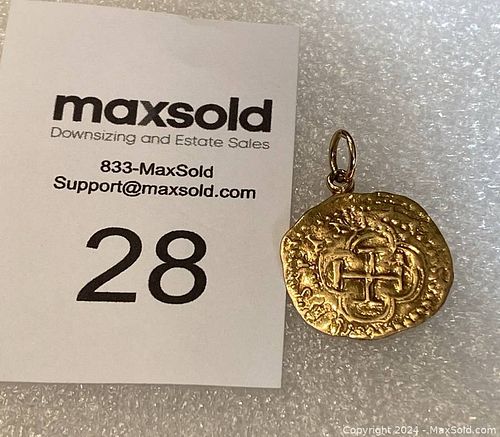 maxsold
Downsizing and Estate Sales
833-MaxSold
Support@maxsold.com
28
Copyright 2024 - MaxSold.com